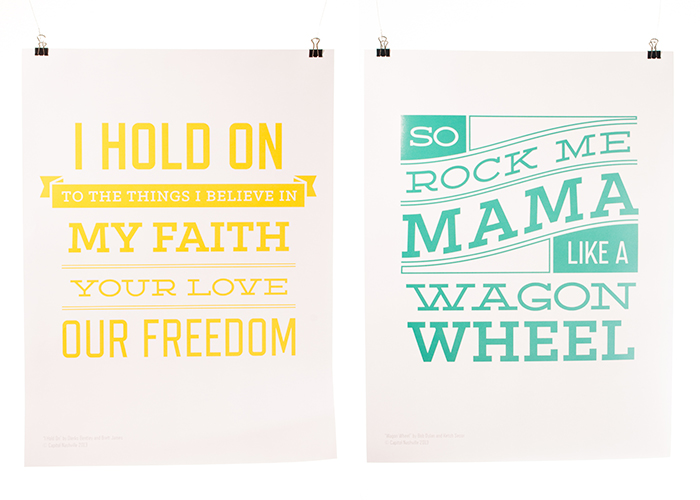 I HOLD ON
TO THE THINGS I BELIEVE IN
MY FAITH
YOUR LOVE
OUR FREEDOM
SO
ROCK ME
MAMA
LIKE A
WAGON
WHEEL